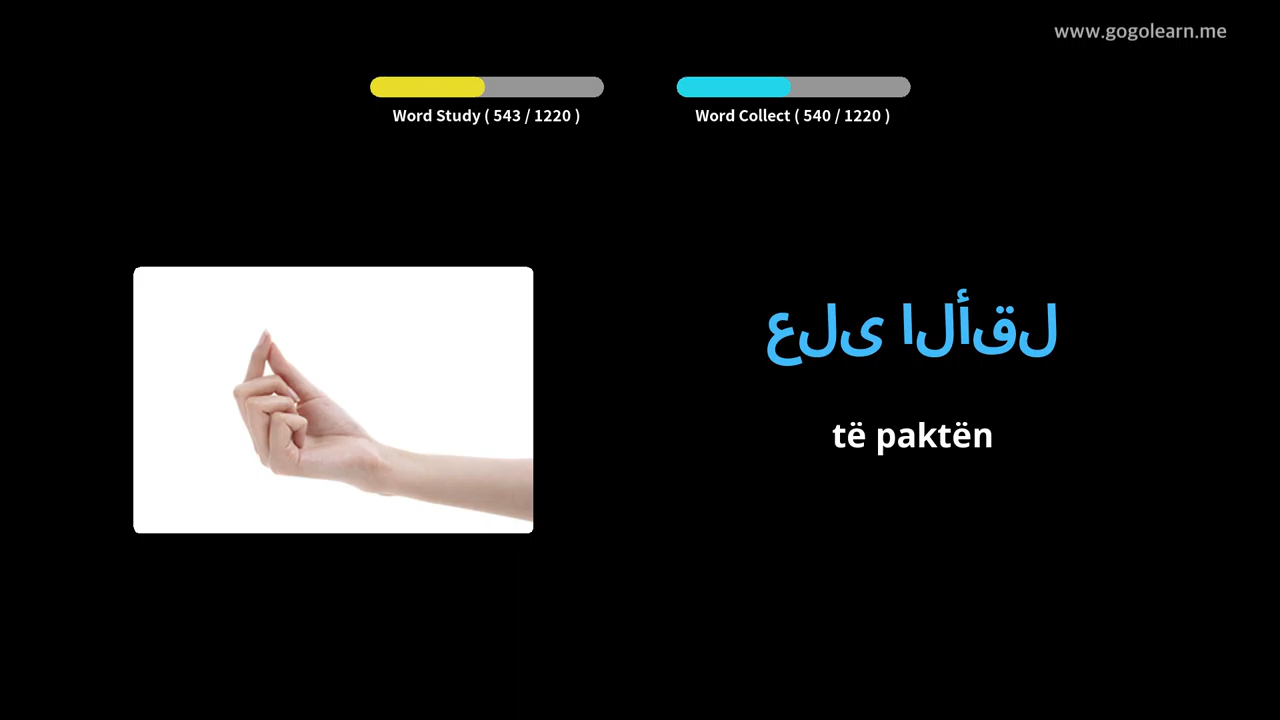 www.gogolearn.me
Word Study ( 543 / 1220 )
Word Collect ( 540 / 1220 )
على الأقل
të paktën